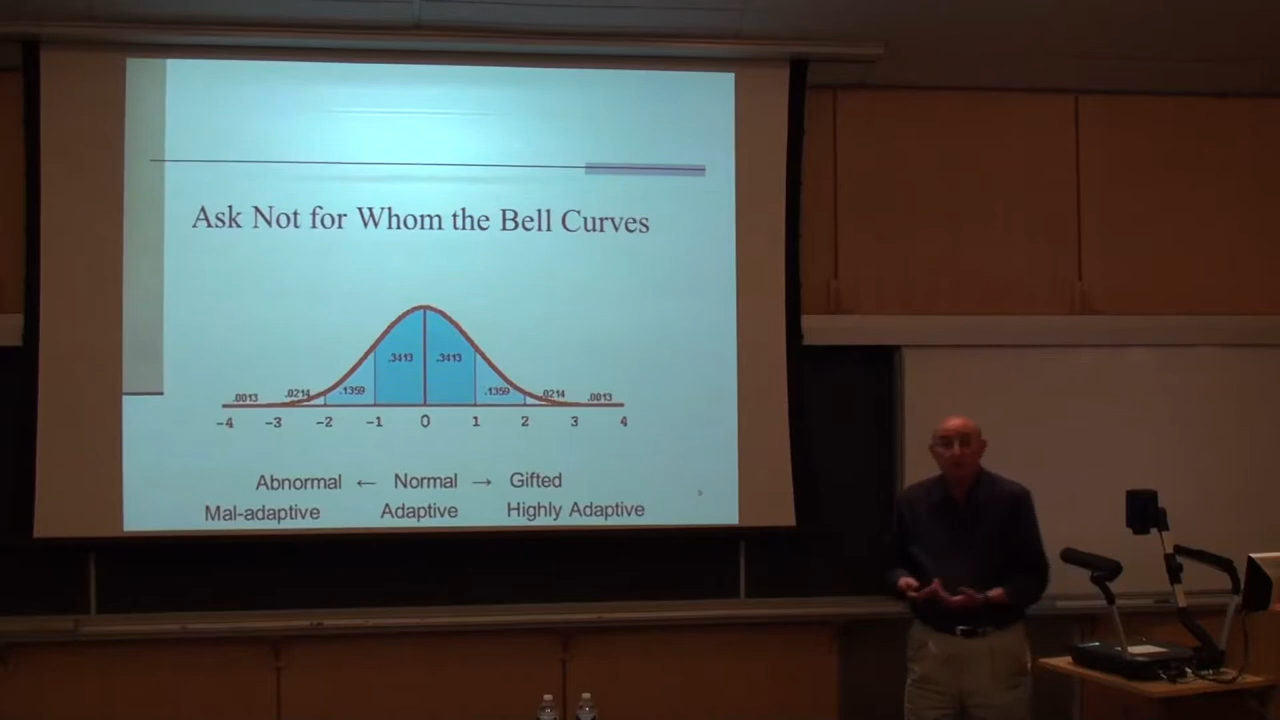 Ask Not for Whom the Bell Curves
.3413 .3413
.0013 .0214 .1359 .1359 .0214 .0013
-4 -3 -2 -1 0 1 2 3 4
Abnormal ← Normal → Gifted
Mal-adaptive Adaptive Highly Adaptive